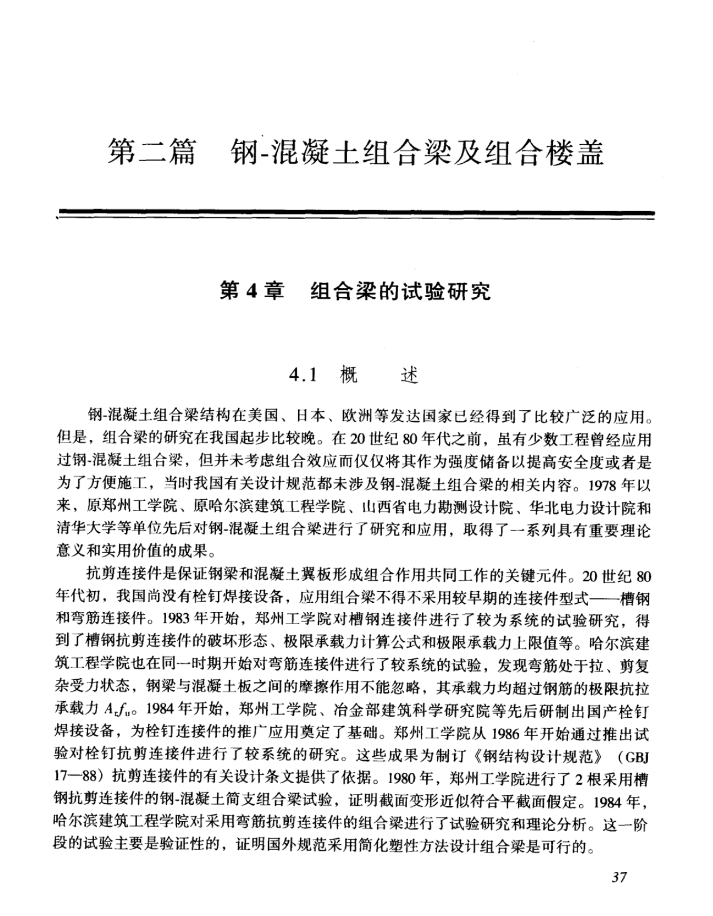 第二篇 钢-混凝土组合梁及组合楼盖
第 4 章 组合梁的试验研究
4.1 概 述
钢-混凝土组合梁结构在美国、日本、欧洲等发达国家已经得到了比较广泛的应用。
但是，组合梁的研究在我国起步比较晚。在 20 世纪 80 年代之前，虽有少数工程曾经应用
过钢-混凝土组合梁，但并未考虑组合效应而仅仅将其作为强度储备以提高安全度或者是
为了方便施工，当时我国有关设计规范都未涉及钢-混凝土组合梁的相关内容。1978 年以
来，原郑州工学院、原哈尔滨建筑工程学院、山西省电力勘测设计院、华北电力设计院和
清华大学等单位先后对钢-混凝土组合梁进行了研究和应用，取得了一系列具有重要理论
意义和实用价值的成果。
抗剪连接件是保证钢梁和混凝土翼板形成组合作用共同工作的关键元件。20 世纪 80
年代初，我国尚没有栓钉焊接设备，应用组合梁不得不采用较早期的连接件型式——槽钢
和弯筋连接件。1983 年开始，郑州工学院对槽钢连接件进行了较为系统的试验研究，得
到了槽钢抗剪连接件的破坏形态、极限承载力计算公式和极限承载力上限值等。哈尔滨建
筑工程学院也在同一时期开始对弯筋连接件进行了较系统的试验，发现弯筋处于拉、剪复
杂受力状态，钢梁与混凝土板之间的摩擦作用不能忽略，其承载力均超过钢筋的极限抗拉
承载力 Aᵣfᵤ。1984 年开始，郑州工学院、冶金部建筑科学研究院等先后研制出国产栓钉
焊接设备，为栓钉连接件的推广应用奠定了基础。郑州工学院从 1986 年开始通过推出试
验对栓钉抗剪连接件进行了较系统的研究。这些成果为制订《钢结构设计规范》（GBJ
17—88）抗剪连接件的有关设计条文提供了依据。1980 年，郑州工学院进行了 2 根采用槽
钢抗剪连接件的钢-混凝土简支组合梁试验，证明截面变形近似符合平截面假定。1984 年，
哈尔滨建筑工程学院对采用弯筋抗剪连接件的组合梁进行了试验研究和理论分析。这一阶
段的试验主要是验证性的，证明国外规范采用简化塑性方法设计组合梁是可行的。
37